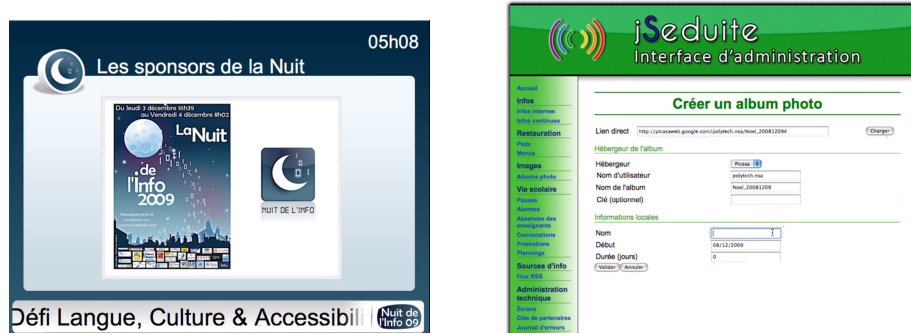 05h08
Les sponsors de la Nuit
Du Jeudi 3 décembre 16h39
au Vendredi 4 décembre 8h02
LaNuit
de
l'Info
2009
NUIT DE L'INFO
Défi Langue, Culture & Accessibili
Nuit de
l'Info 09
jSeduite
Interface d'administration
Accueil
Infos
Infos internes
Infos continues
Restauration
Plats
Menus
Images
Albums photo
Vie scolaire
Pauses
Alarmes
Absences des
enseignants
Convocations
Promotions
Plannings
Sources d'info
Flux RSS
Administration
technique
Ecrans
Clés de partenaires
Journal d'erreurs
Créer un album photo
Lien direct http://picasaweb.google.com/polytech.nsa/Noel_20081209# Charger
Hébergeur de l'album
Hébergeur Picasa
Nom d'utilisateur polytech.nsa
Nom de l'album Noel_20081209
Clé (optionnel)
Informations locales
Nom
Début 08/12/2009
Durée (jours) 0
Valider Annuler